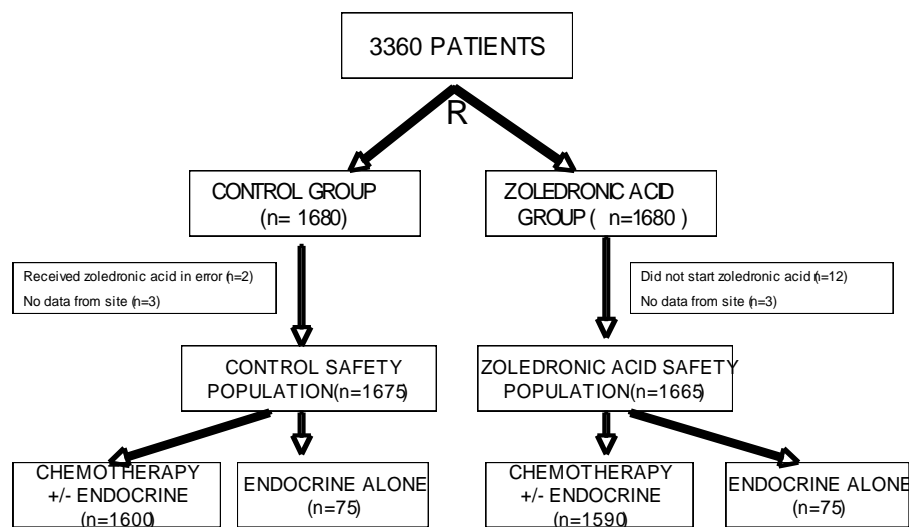 3360 PATIENTS
R
CONTROL GROUP
(n= 1680)
ZOLEDRONIC ACID
GROUP ( n=1680 )
Received zoledronic acid in error (n=2)
No data from site (n=3)
Did not start zoledronic acid (n=12)
No data from site (n=3)
CONTROL SAFETY
POPULATION(n=1675)
ZOLEDRONIC ACID SAFETY
POPULATION(n=1665)
CHEMOTHERAPY
+/- ENDOCRINE
(n=1600)
ENDOCRINE ALONE
(n=75)
CHEMOTHERAPY
+/- ENDOCRINE
(n=1590)
ENDOCRINE ALONE
(n=75)